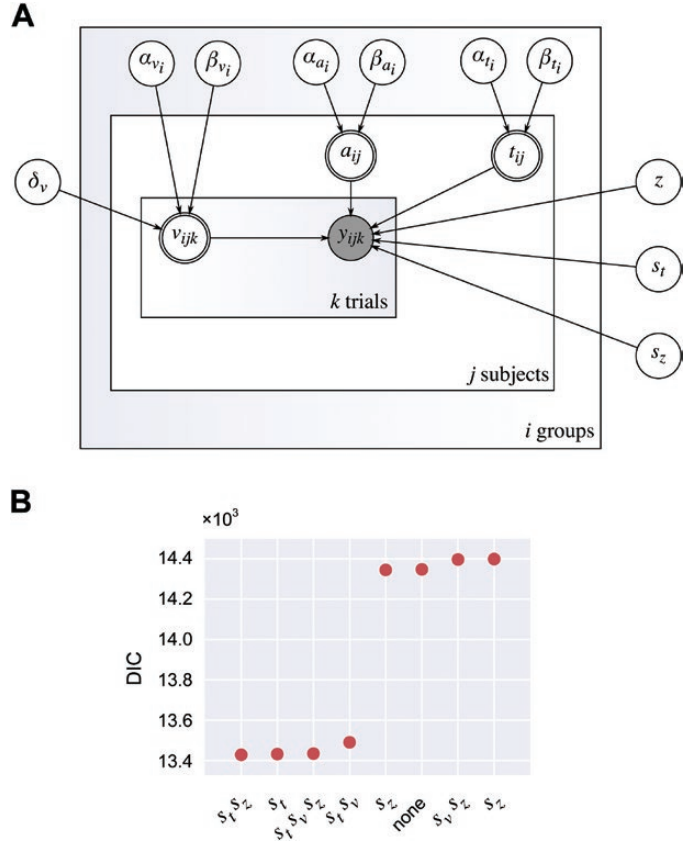 A
α_{v_i} β_{v_i} α_{a_i} β_{a_i} α_{t_i} β_{t_i}
a_{ij} t_{ij}
δ_v z
v_{ijk} y_{ijk}
s_t
k trials
s_z
j subjects
i groups
B
×10³
14.4
14.2
14.0
13.8
13.6
13.4
DIC
s_t s_z s_t s_t s_v s_z s_t s_v s_z none s_v s_z s_z